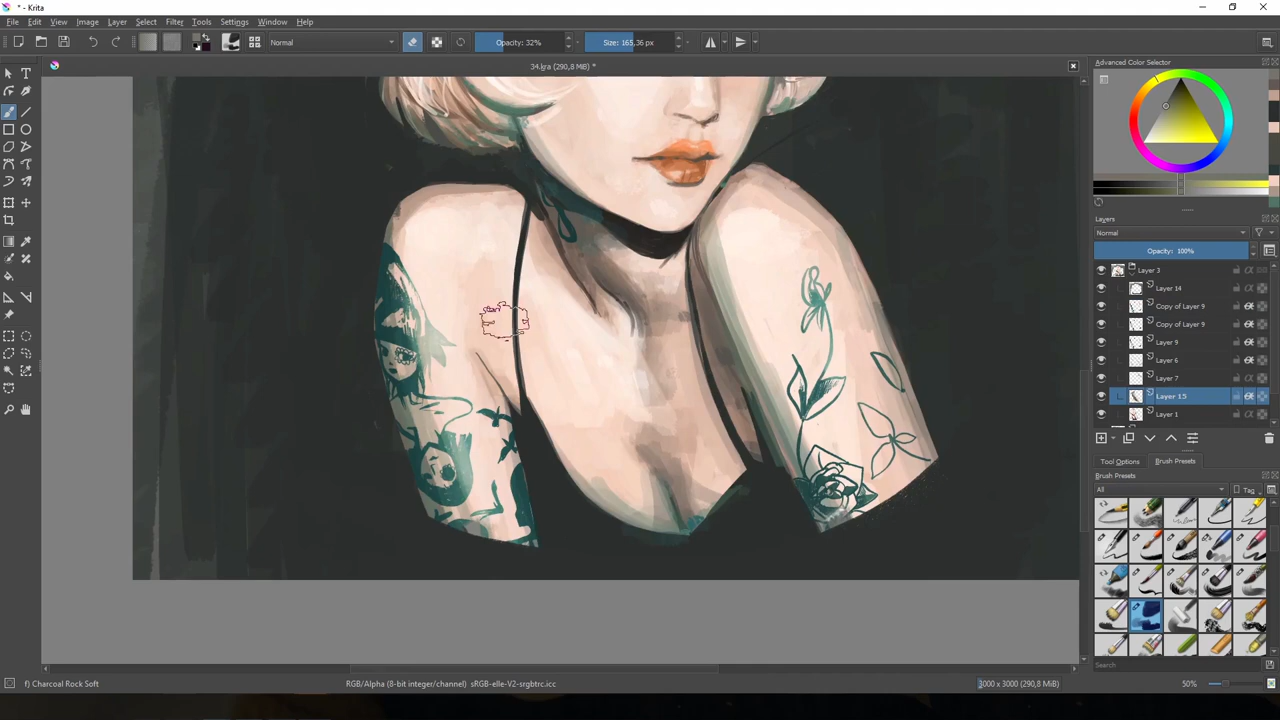 * - Krita
File Edit View Image Layer Select Filter Tools Settings Window Help
Normal Opacity: 32% Size: 165,36 px
34.kra (290,8 MiB) *
Advanced Color Selector
Layers
Normal
Opacity: 100%
Layer 3
Layer 14
Copy of Layer 9
Copy of Layer 9
Layer 9
Layer 6
Layer 7
Layer 15
Layer 1
Tool Options Brush Presets
Brush Presets
All Tag
Search
f) Charcoal Rock Soft RGB/Alpha (8-bit integer/channel) sRGB-elle-V2-srgbtrc.icc 3000 x 3000 (290,8 MiB) 50%